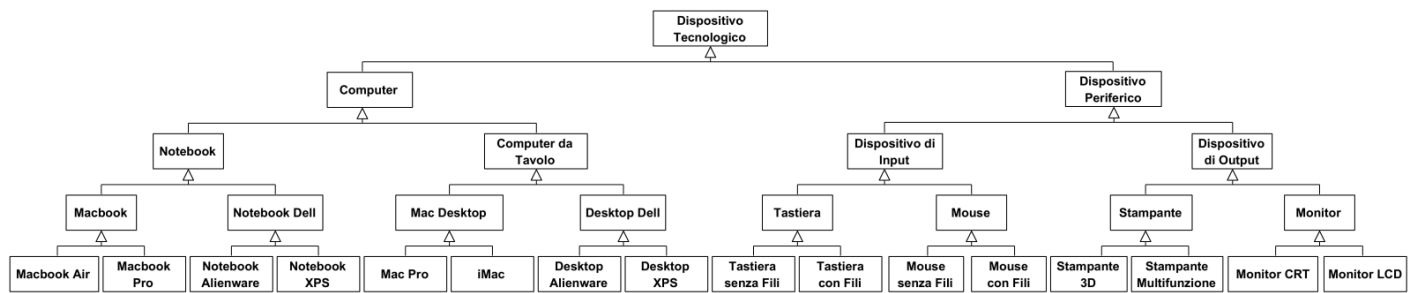 Dispositivo
Tecnologico
Computer
Dispositivo
Periferico
Notebook
Computer da
Tavolo
Dispositivo di
Input
Dispositivo
di Output
Macbook
Notebook Dell
Mac Desktop
Desktop Dell
Tastiera
Mouse
Stampante
Monitor
Macbook Air
Macbook
Pro
Notebook
Alienware
Notebook
XPS
Mac Pro
iMac
Desktop
Alienware
Desktop
XPS
Tastiera
senza Fili
Tastiera
con Fili
Mouse
senza Fili
Mouse
con Fili
Stampante
3D
Stampante
Multifunzione
Monitor CRT
Monitor LCD